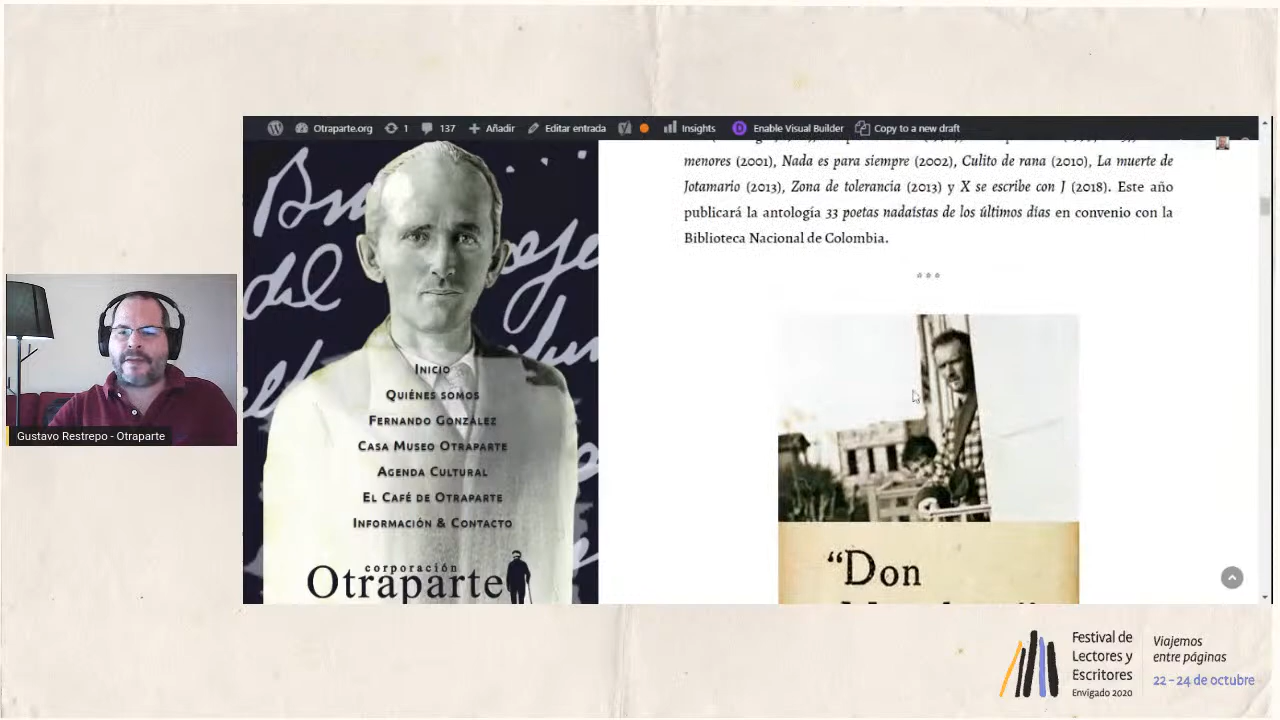 Otraparte.org 1 137 Añadir Editar entrada Insights Enable Visual Builder Copy to a new draft
menores (2001), Nada es para siempre (2002), Culito de rana (2010), La muerte de
Jotamario (2013), Zona de tolerancia (2013) y X se escribe con J (2018). Este año
publicará la antología 33 poetas nadaístas de los últimos días en convenio con la
Biblioteca Nacional de Colombia.
Inicio
Quiénes somos
Fernando González
Casa Museo Otraparte
Agenda Cultural
El Café de Otraparte
Información & Contacto
corporación
Otraparte
“Don
Gustavo Restrepo - Otraparte
Festival de
Lectores y
Escritores
Envigado 2020
Viajemos
entre páginas
22 – 24 de octubre